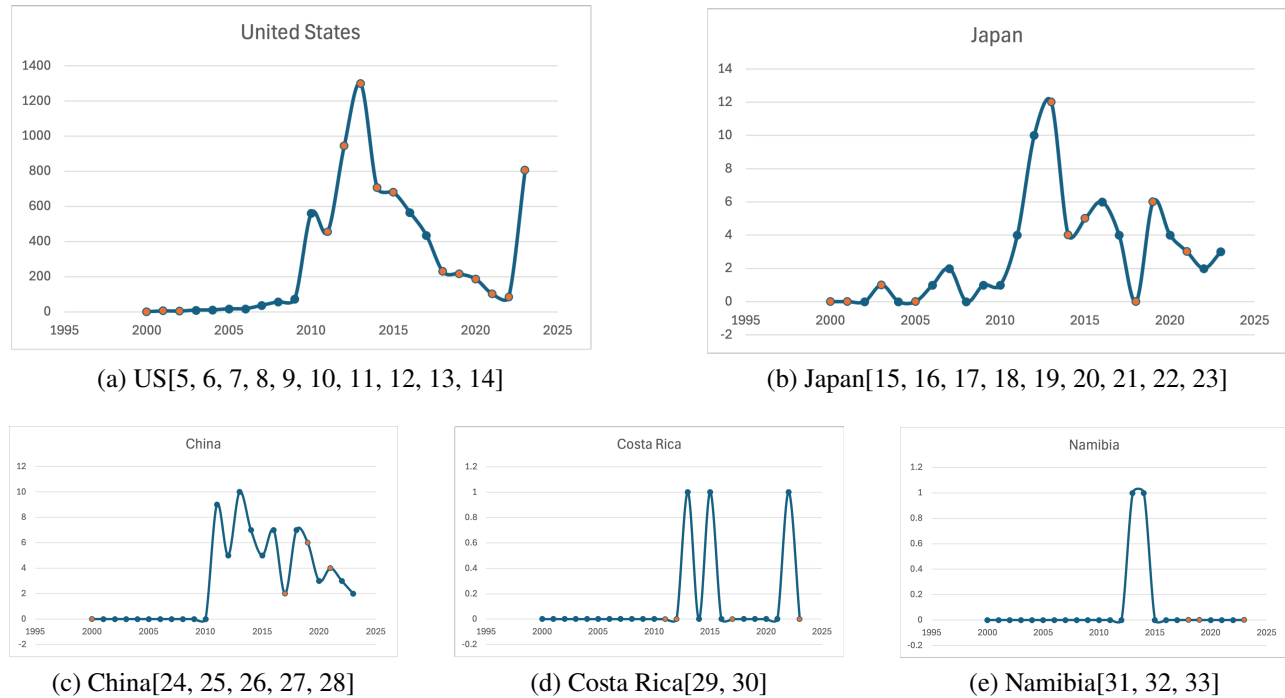 United States
1400
1200
1000
800
600
400
200
0
1995 2000 2005 2010 2015 2020 2025
(a) US[5, 6, 7, 8, 9, 10, 11, 12, 13, 14]
Japan
14
12
10
8
6
4
2
0
1995 2000 2005 2010 2015 2020 2025
-2
(b) Japan[15, 16, 17, 18, 19, 20, 21, 22, 23]
China
12
10
8
6
4
2
0
1995 2000 2005 2010 2015 2020 2025
-2
(c) China[24, 25, 26, 27, 28]
Costa Rica
1.2
1
0.8
0.6
0.4
0.2
0
1995 2000 2005 2010 2015 2020 2025
-0.2
(d) Costa Rica[29, 30]
Namibia
1.2
1
0.8
0.6
0.4
0.2
0
1995 2000 2005 2010 2015 2020 2025
-0.2
(e) Namibia[31, 32, 33]